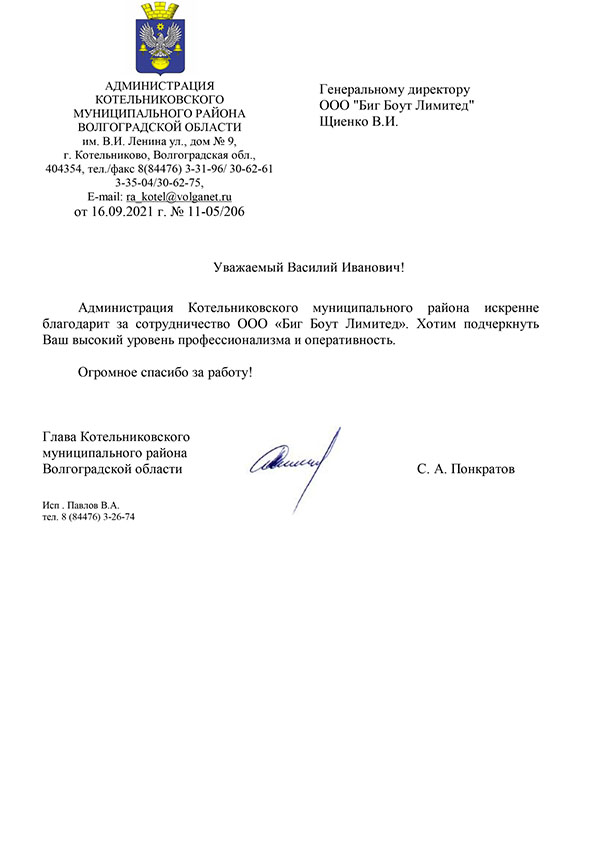 АДМИНИСТРАЦИЯ
КОТЕЛЬНИКОВСКОГО
МУНИЦИПАЛЬНОГО РАЙОНА
ВОЛГОГРАДСКОЙ ОБЛАСТИ
им. В.И. Ленина ул., дом № 9,
г. Котельниково, Волгоградская обл.,
404354, тел./факс 8(84476) 3-31-96/ 30-62-61
3-35-04/30-62-75,
E-mail: ra_kotel@volganet.ru
от 16.09.2021 г. № 11-05/206
Генеральному директору
ООО "Биг Боут Лимитед"
Щиенко В.И.
Уважаемый Василий Иванович!
Администрация Котельниковского муниципального района искренне
благодарит за сотрудничество ООО «Биг Боут Лимитед». Хотим подчеркнуть
Ваш высокий уровень профессионализма и оперативность.
Огромное спасибо за работу!
Глава Котельниковского
муниципального района
Волгоградской области
С. А. Понкратов
Исп . Павлов В.А.
тел. 8 (84476) 3-26-74